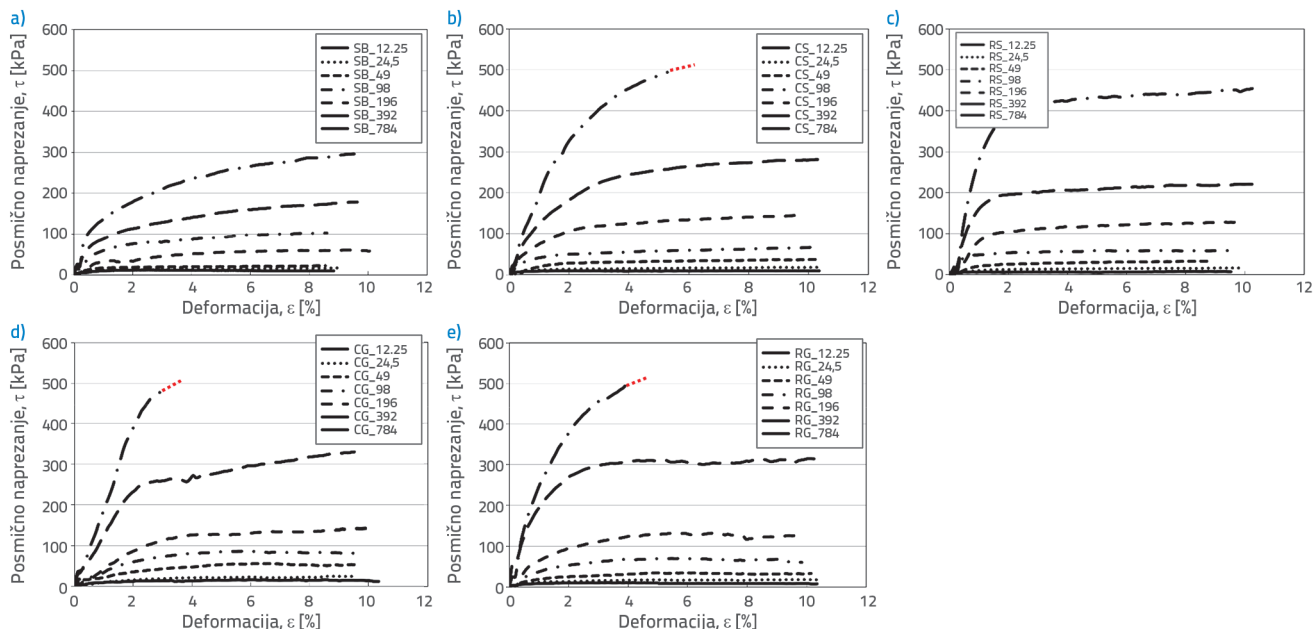 a)
Posmično naprezanje, τ [kPa]
600
500
400
300
200
100
0
0 2 4 6 8 10 12
Deformacija, ε [%]
SB_12.25
SB_24,5
SB_49
SB_98
SB_196
SB_392
SB_784
b)
Posmično naprezanje, τ [kPa]
600
500
400
300
200
100
0
0 2 4 6 8 10 12
Deformacija, ε [%]
CS_12.25
CS_24,5
CS_49
CS_98
CS_196
CS_392
CS_784
c)
Posmično naprezanje, τ [kPa]
600
500
400
300
200
100
0
0 2 4 6 8 10 12
Deformacija, ε [%]
RS_12.25
RS_24,5
RS_49
RS_98
RS_196
RS_392
RS_784
d)
Posmično naprezanje, τ [kPa]
600
500
400
300
200
100
0
0 2 4 6 8 10 12
Deformacija, ε [%]
CG_12.25
CG_24,5
CG_49
CG_98
CG_196
CG_392
CG_784
e)
Posmično naprezanje, τ [kPa]
600
500
400
300
200
100
0
0 2 4 6 8 10 12
Deformacija, ε [%]
RG_12.25
RG_24,5
RG_49
RG_98
RG_196
RG_392
RG_784